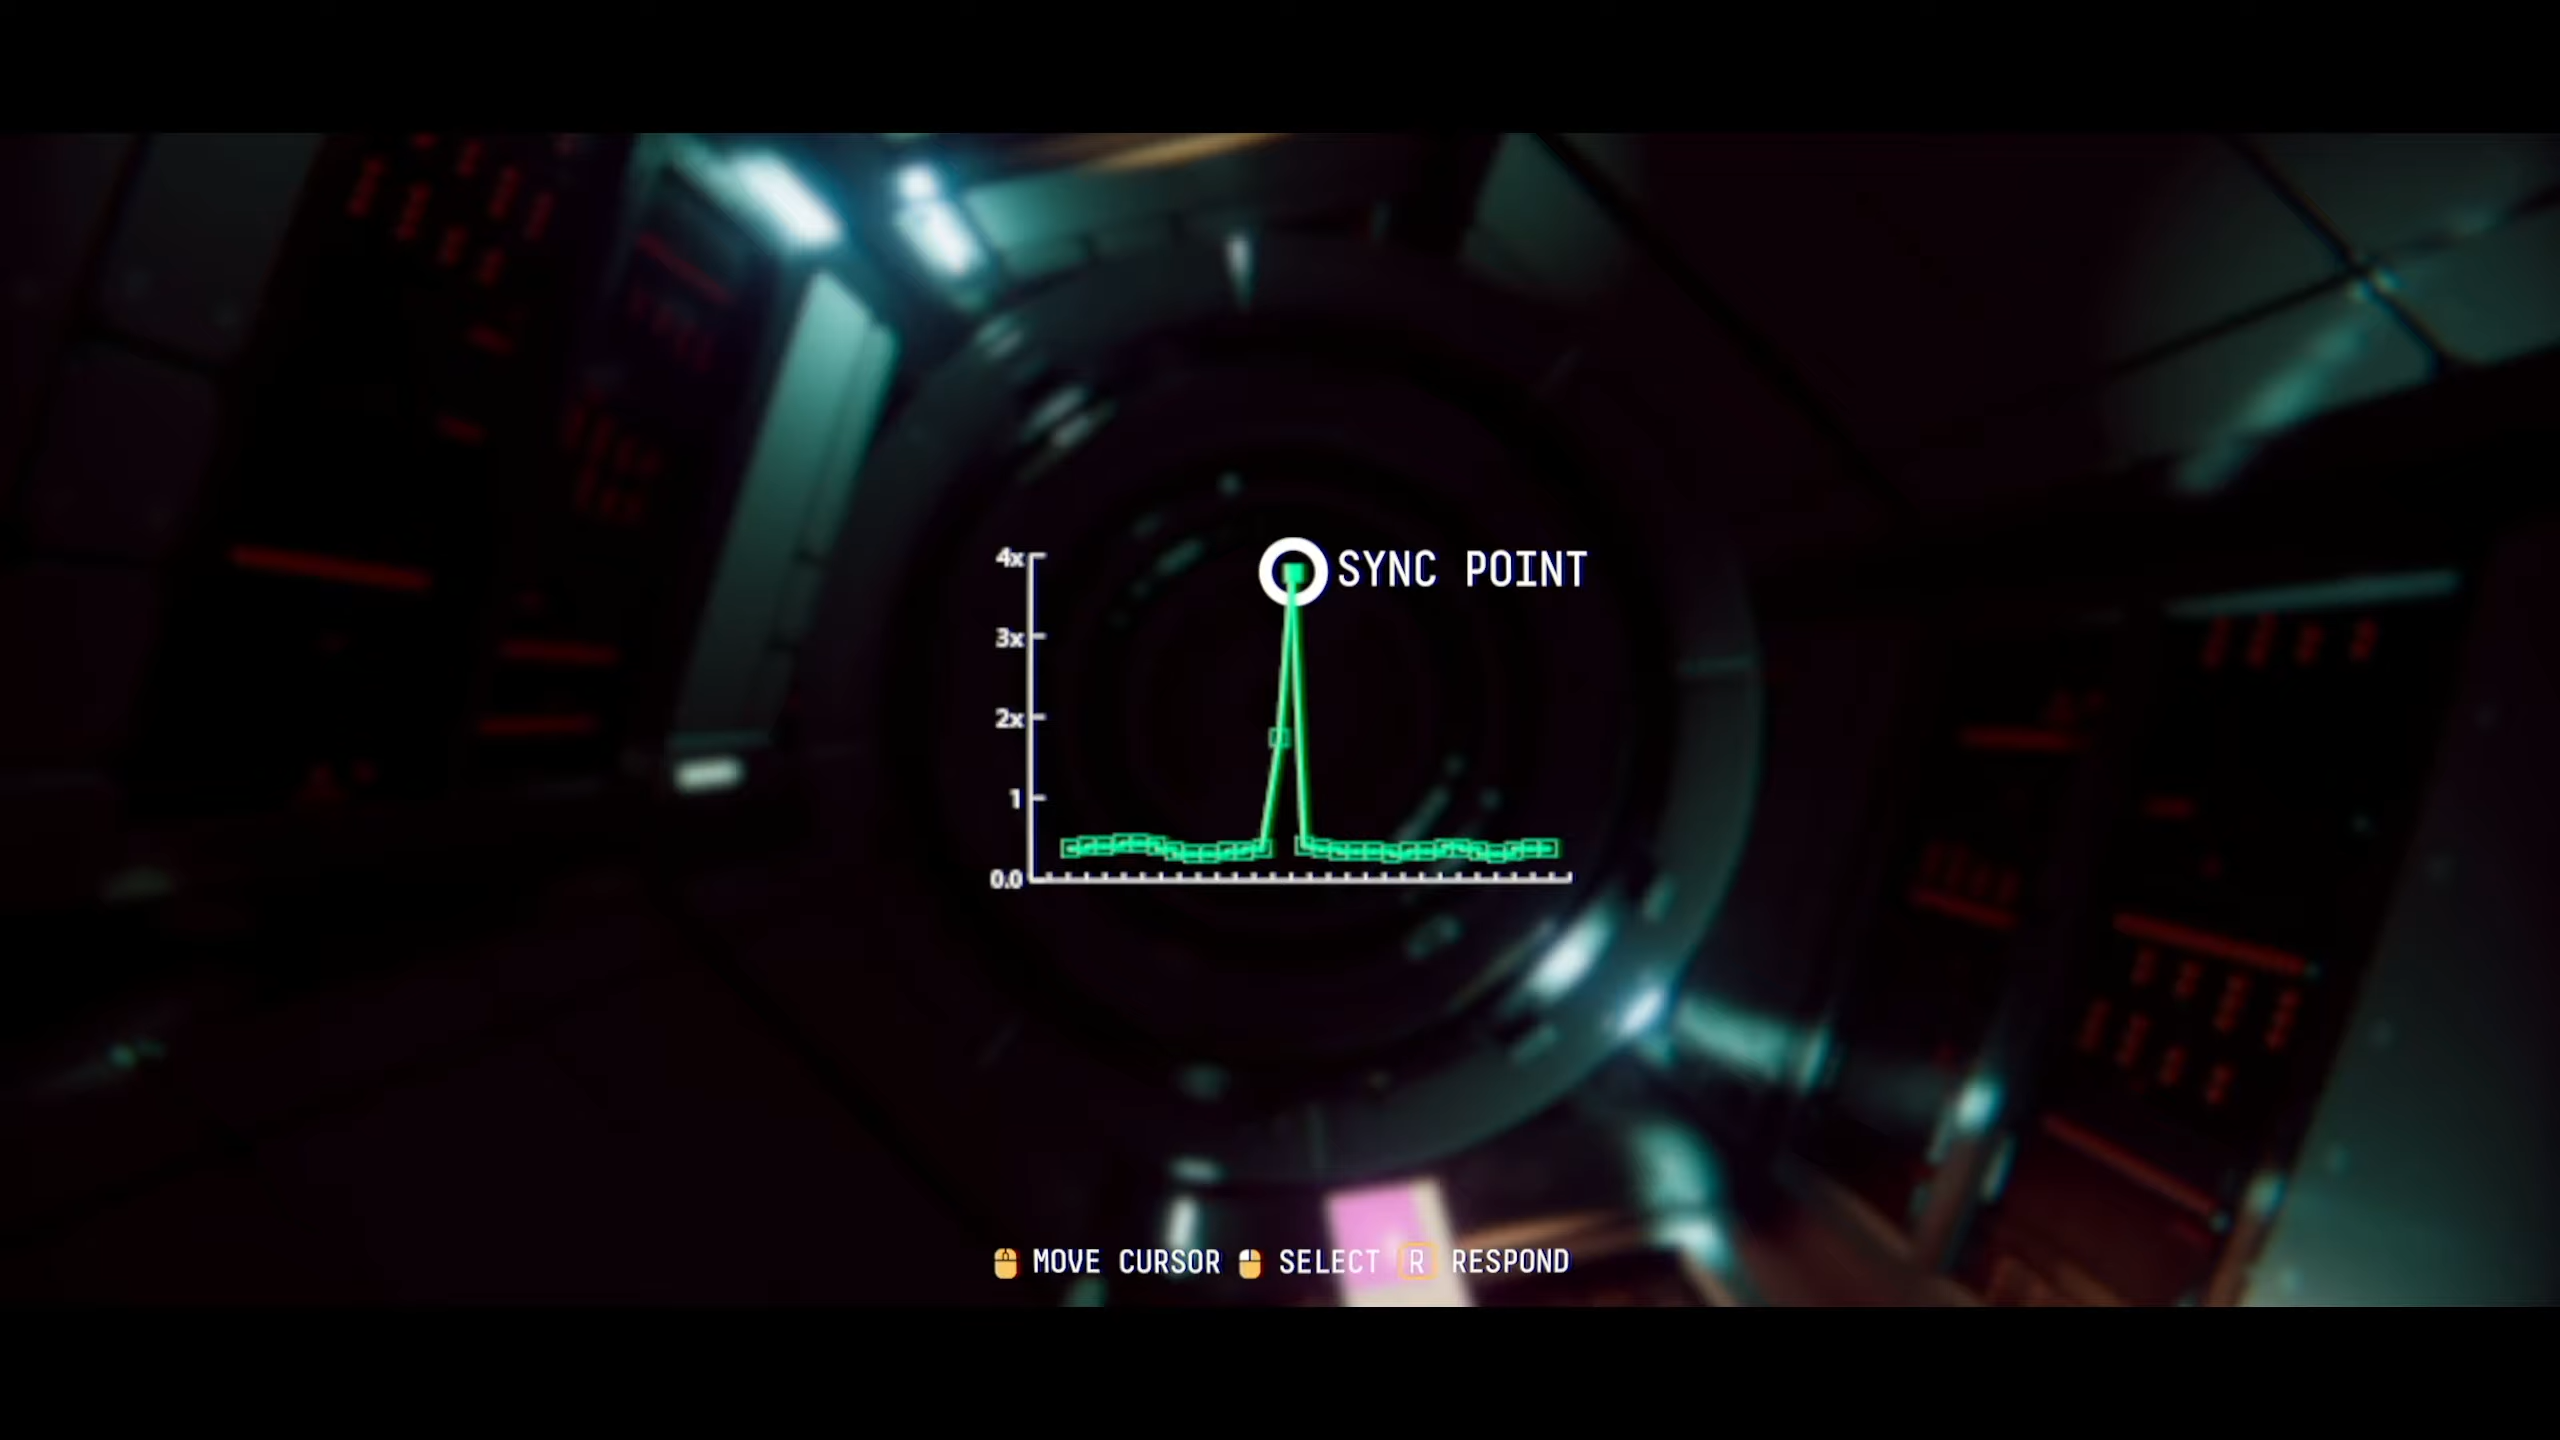 4x
SYNC POINT
3x
2x
1
0.0
MOVE CURSOR SELECT R RESPOND